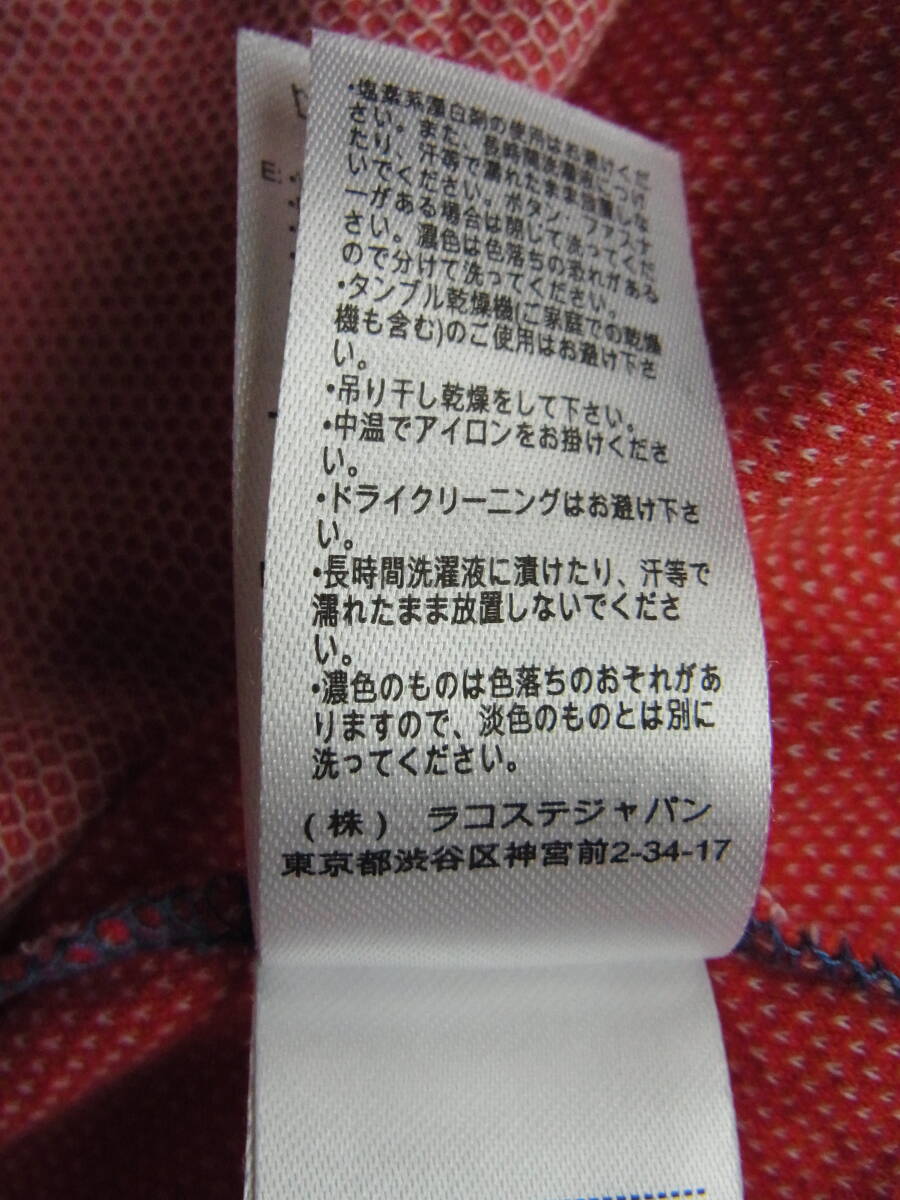 ・塩素系漂白剤の使用はお避けくだ
さい。また、長時間洗濯液につけ
たり、汗等で濡れたまま放置しな
いでください。ボタン・ファスナ
ーがある場合は閉じて洗ってくだ
さい。濃色は色落ちの恐れがある
ので分けて洗ってください。
・タンブル乾燥機(ご家庭での乾燥
機も含む)のご使用はお避け下さ
い。
・吊り干し乾燥をして下さい。
・中温でアイロンをお掛けくださ
い。
・ドライクリーニングはお避け下さ
い。
・長時間洗濯液に漬けたり、汗等で
濡れたまま放置しないでくださ
い。
・濃色のものは色落ちのおそれがあ
りますので、淡色のものとは別に
洗ってください。
(株) ラコステジャパン
東京都渋谷区神宮前2-34-17
E: